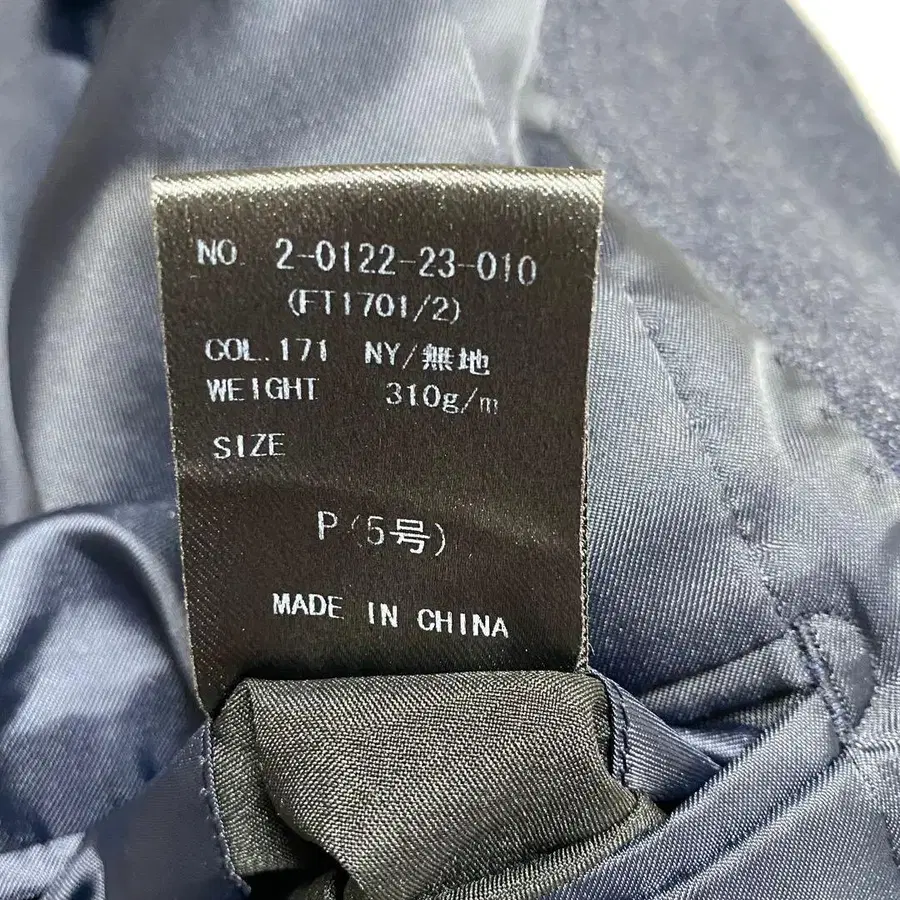 NO. 2-0122-23-010
(FT1701/2)
COL.171 NY/無地
WEIGHT 310g/m
SIZE
P(5号)
MADE IN CHINA